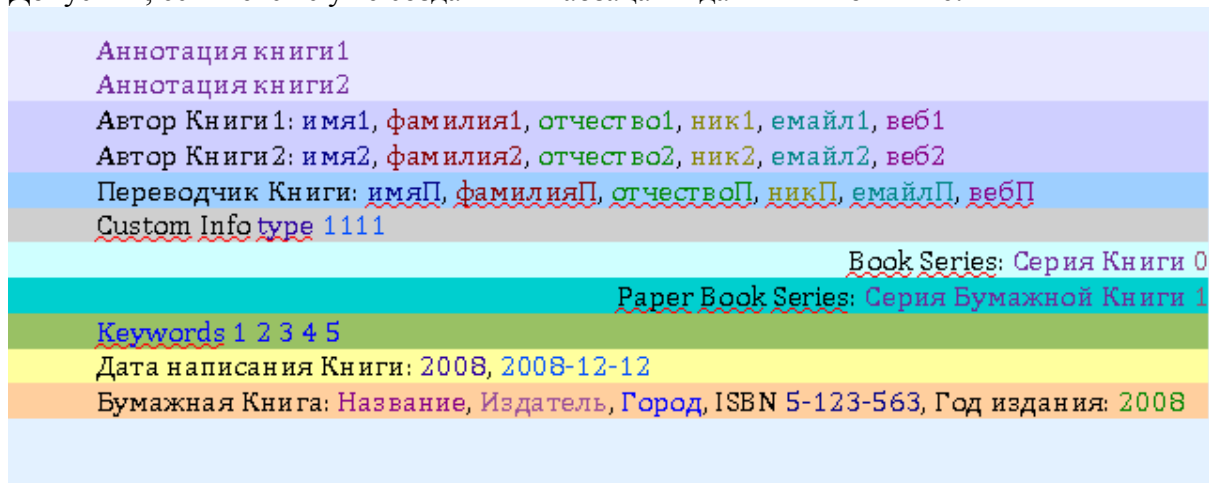 Аннотация книги1
Аннотация книги2
Автор Книги1: имя1, фамилия1, отчество1, ник1, емайл1, веб1
Автор Книги2: имя2, фамилия2, отчество2, ник2, емайл2, веб2
Переводчик Книги: имяП, фамилияП, отчествоП, никП, емайлП, вебП
Custom Info type 1111
Book Series: Серия Книги 0
Paper Book Series: Серия Бумажной Книги 1
Keywords 1 2 3 4 5
Дата написания Книги: 2008, 2008-12-12
Бумажная Книга: Название, Издатель, Город, ISBN 5-123-563, Год издания: 2008